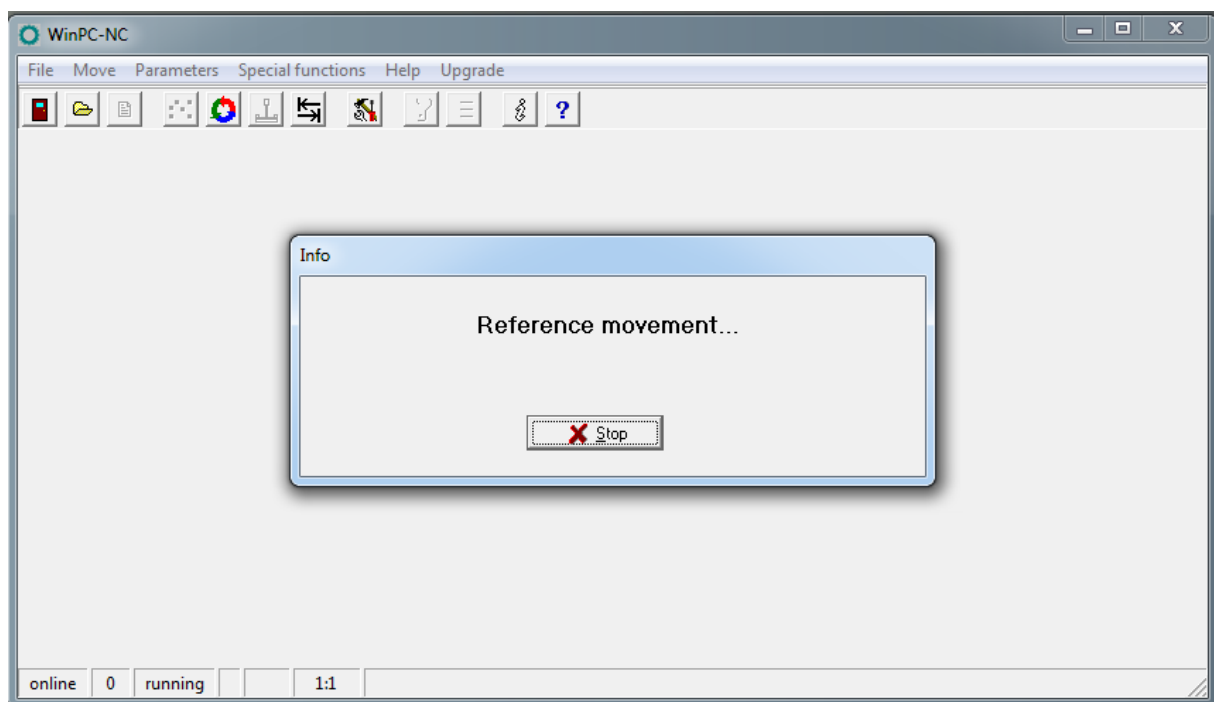 WinPC-NC
File Move Parameters Special functions Help Upgrade
?
Info
Reference movement...
Stop
online 0 running 1:1